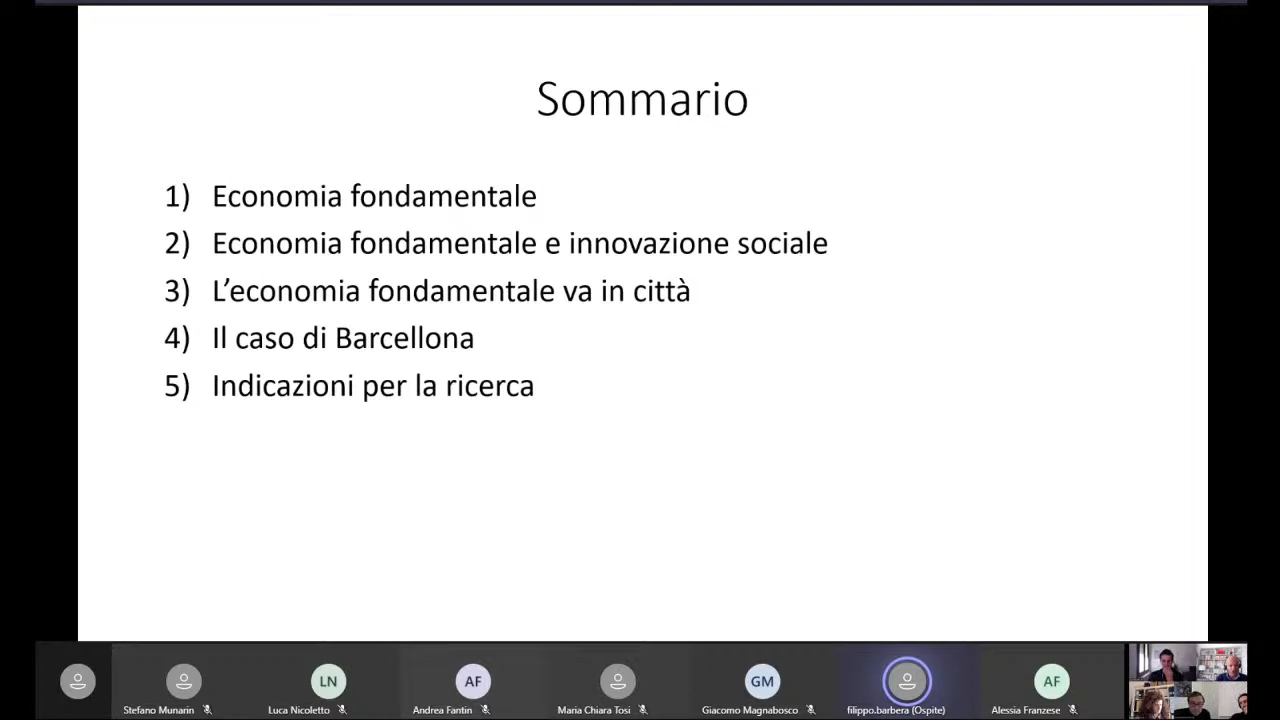 Sommario
1) Economia fondamentale
2) Economia fondamentale e innovazione sociale
3) L’economia fondamentale va in città
4) Il caso di Barcellona
5) Indicazioni per la ricerca
LN AF GM AF
Stefano Munarin Luca Nicoletto Andrea Fantin Maria Chiara Tosi Giacomo Magnabosco filippo.barbera (Ospite) Alessia Franzese